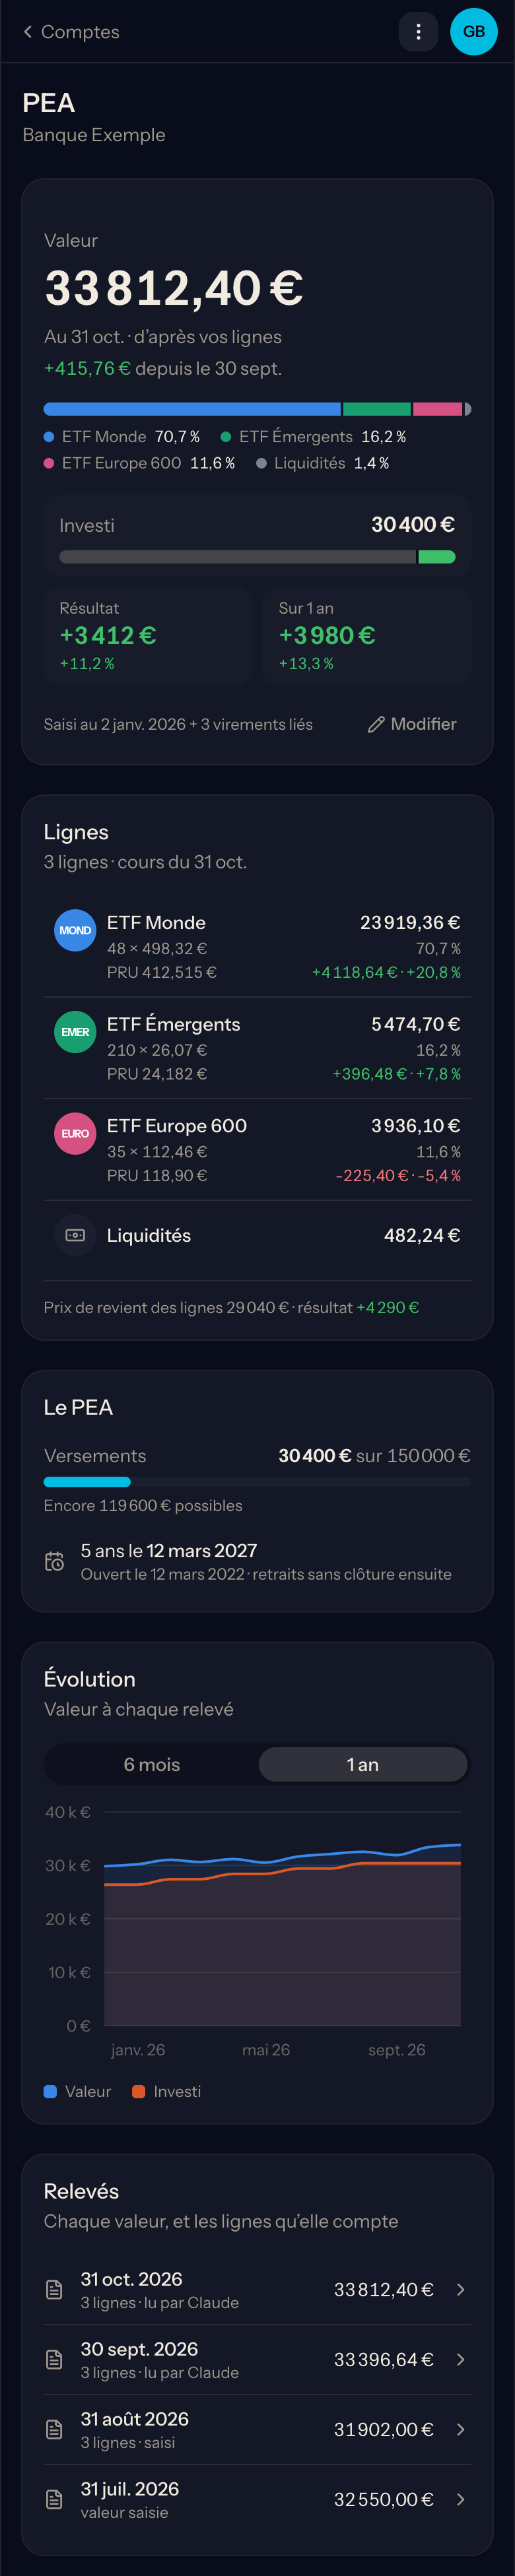 Comptes
GB
PEA
Banque Exemple
Valeur
33 812,40 €
Au 31 oct. · d’après vos lignes
+415,76 € depuis le 30 sept.
ETF Monde 70,7 % ETF Émergents 16,2 %
ETF Europe 600 11,6 % Liquidités 1,4 %
Investi 30 400 €
Résultat
+3 412 €
+11,2 %
Sur 1 an
+3 980 €
+13,3 %
Saisi au 2 janv. 2026 + 3 virements liés
Modifier
Lignes
3 lignes · cours du 31 oct.
MOND
ETF Monde 23 919,36 €
48 × 498,32 € 70,7 %
PRU 412,515 € +4 118,64 € · +20,8 %
EMER
ETF Émergents 5 474,70 €
210 × 26,07 € 16,2 %
PRU 24,182 € +396,48 € · +7,8 %
EURO
ETF Europe 600 3 936,10 €
35 × 112,46 € 11,6 %
PRU 118,90 € -225,40 € · -5,4 %
Liquidités 482,24 €
Prix de revient des lignes 29 040 € · résultat +4 290 €
Le PEA
Versements 30 400 € sur 150 000 €
Encore 119 600 € possibles
5 ans le 12 mars 2027
Ouvert le 12 mars 2022 · retraits sans clôture ensuite
Évolution
Valeur à chaque relevé
6 mois 1 an
40 k €
30 k €
20 k €
10 k €
0 €
janv. 26 mai 26 sept. 26
Valeur Investi
Relevés
Chaque valeur, et les lignes qu’elle compte
31 oct. 2026
3 lignes · lu par Claude
33 812,40 €
30 sept. 2026
3 lignes · lu par Claude
33 396,64 €
31 août 2026
3 lignes · saisi
31 902,00 €
31 juil. 2026
valeur saisie
32 550,00 €